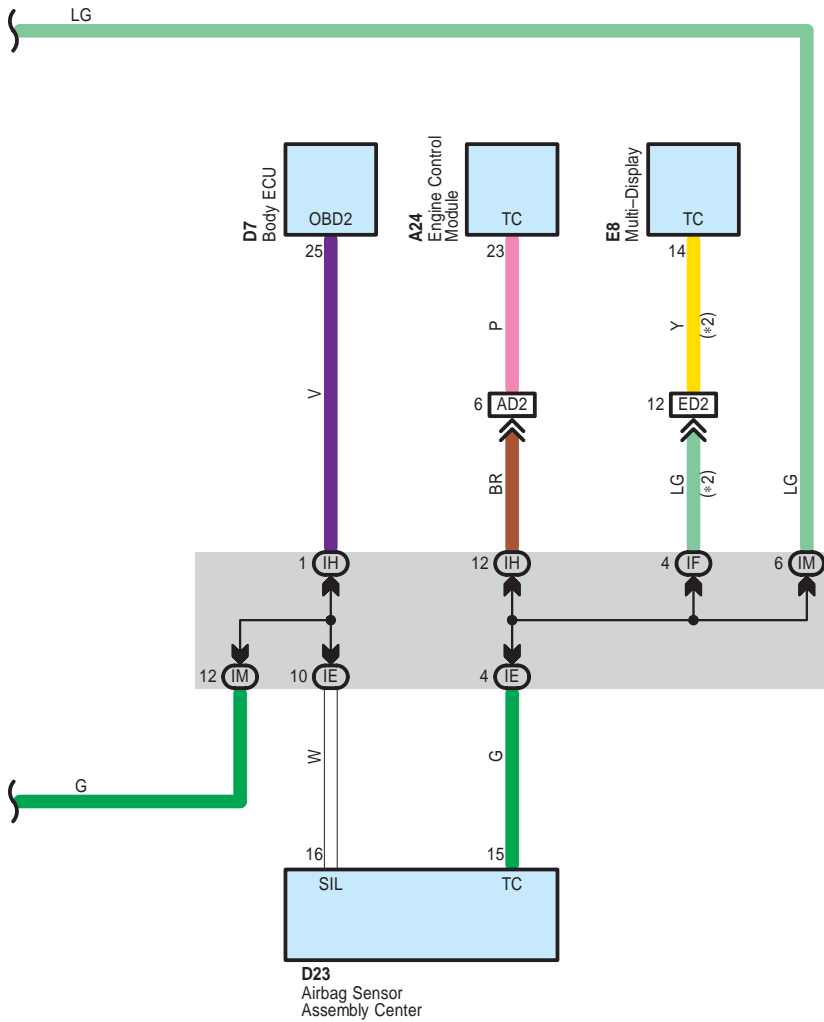 LG
D7
Body ECU
OBD2
25
A24
Engine Control
Module
TC
23
E8
Multi–Display
TC
14
V
P
Y
(*2)
6 AD2
12 ED2
BR
LG
(*2)
LG
1 IH
12 IH
4 IF
6 IM
12 IM
10 IE
4 IE
G
W
G
16
15
SIL
TC
D23
Airbag Sensor
Assembly Center